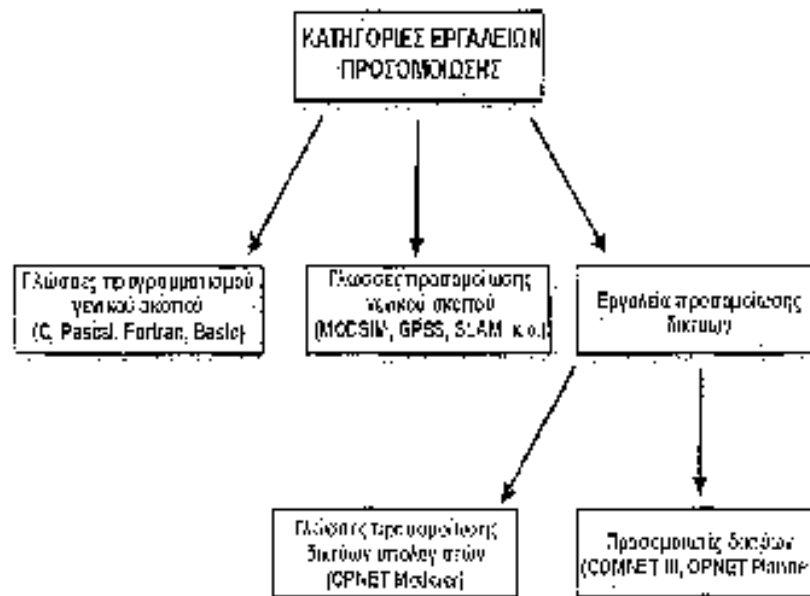 ΚΑΤΗΓΟΡΙΕΣ ΕΡΓΑΛΕΙΩΝ
ΠΡΟΣΟΜΟΙΩΣΗΣ
Γλώσσες προγραμματισμού
γενικού σκοπού
(C, Pascal, Fortran, Basic)
Γλώσσες προσομοίωσης
γενικού σκοπού
(MODSIM, GPSS, SLAM κ.α.)
Εργαλεία προσομοίωσης
δικτύων
Γλώσσες προσομοίωσης
δικτύων υπολογιστών
(OPNET Modeler)
Προσομοιωτές δικτύων
(COMNET III, OPNET Planner